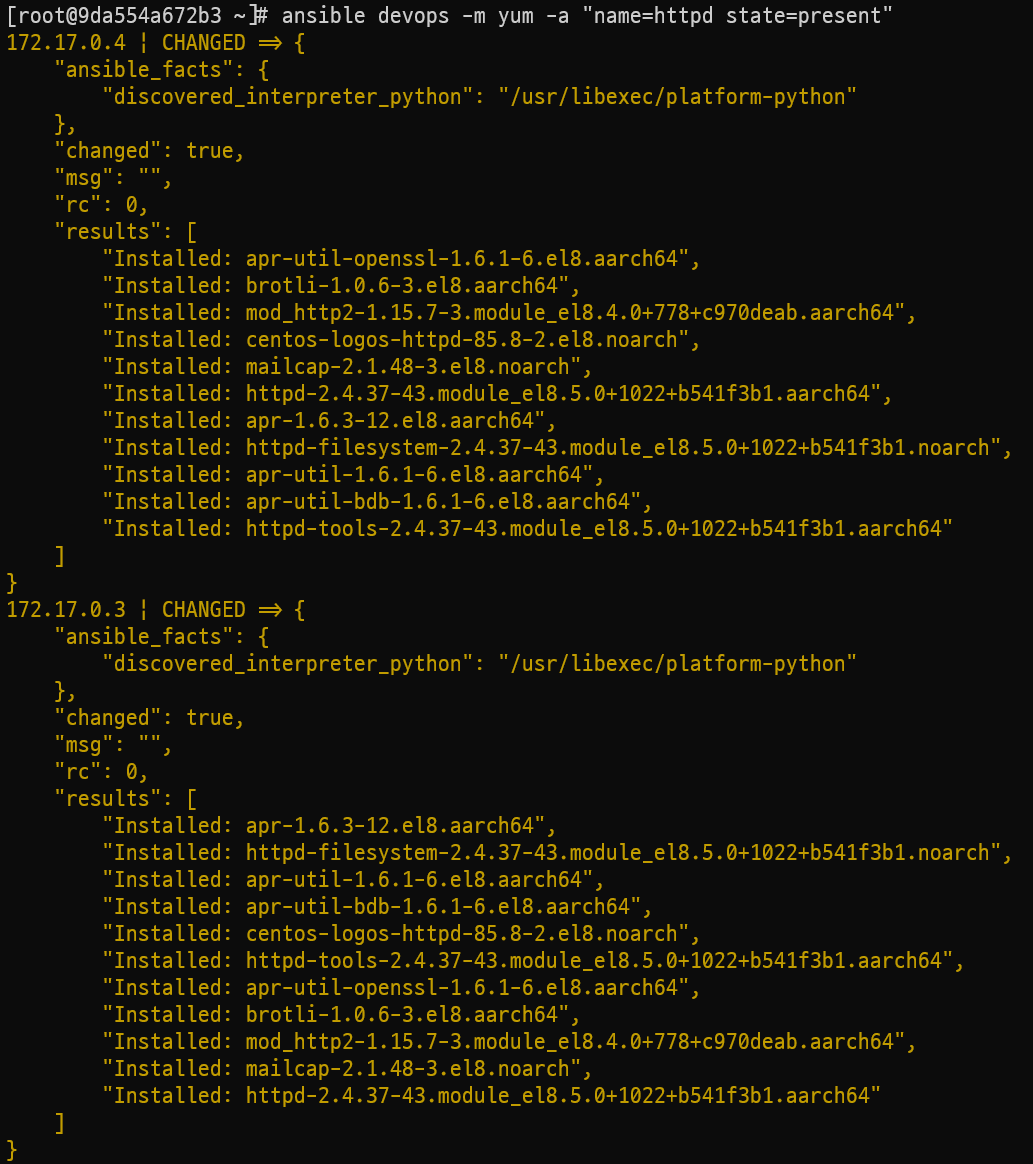 [root@9da554a672b3 ~]# ansible devops -m yum -a "name=httpd state=present"
172.17.0.4 | CHANGED => {
    "ansible_facts": {
        "discovered_interpreter_python": "/usr/libexec/platform-python"
    },
    "changed": true,
    "msg": "",
    "rc": 0,
    "results": [
        "Installed: apr-util-openssl-1.6.1-6.el8.aarch64",
        "Installed: brotli-1.0.6-3.el8.aarch64",
        "Installed: mod_http2-1.15.7-3.module_el8.4.0+778+c970deab.aarch64",
        "Installed: centos-logos-httpd-85.8-2.el8.noarch",
        "Installed: mailcap-2.1.48-3.el8.noarch",
        "Installed: httpd-2.4.37-43.module_el8.5.0+1022+b541f3b1.aarch64",
        "Installed: apr-1.6.3-12.el8.aarch64",
        "Installed: httpd-filesystem-2.4.37-43.module_el8.5.0+1022+b541f3b1.noarch",
        "Installed: apr-util-1.6.1-6.el8.aarch64",
        "Installed: apr-util-bdb-1.6.1-6.el8.aarch64",
        "Installed: httpd-tools-2.4.37-43.module_el8.5.0+1022+b541f3b1.aarch64"
    ]
}
172.17.0.3 | CHANGED => {
    "ansible_facts": {
        "discovered_interpreter_python": "/usr/libexec/platform-python"
    },
    "changed": true,
    "msg": "",
    "rc": 0,
    "results": [
        "Installed: apr-1.6.3-12.el8.aarch64",
        "Installed: httpd-filesystem-2.4.37-43.module_el8.5.0+1022+b541f3b1.noarch",
        "Installed: apr-util-1.6.1-6.el8.aarch64",
        "Installed: apr-util-bdb-1.6.1-6.el8.aarch64",
        "Installed: centos-logos-httpd-85.8-2.el8.noarch",
        "Installed: httpd-tools-2.4.37-43.module_el8.5.0+1022+b541f3b1.aarch64",
        "Installed: apr-util-openssl-1.6.1-6.el8.aarch64",
        "Installed: brotli-1.0.6-3.el8.aarch64",
        "Installed: mod_http2-1.15.7-3.module_el8.4.0+778+c970deab.aarch64",
        "Installed: mailcap-2.1.48-3.el8.noarch",
        "Installed: httpd-2.4.37-43.module_el8.5.0+1022+b541f3b1.aarch64"
    ]
}